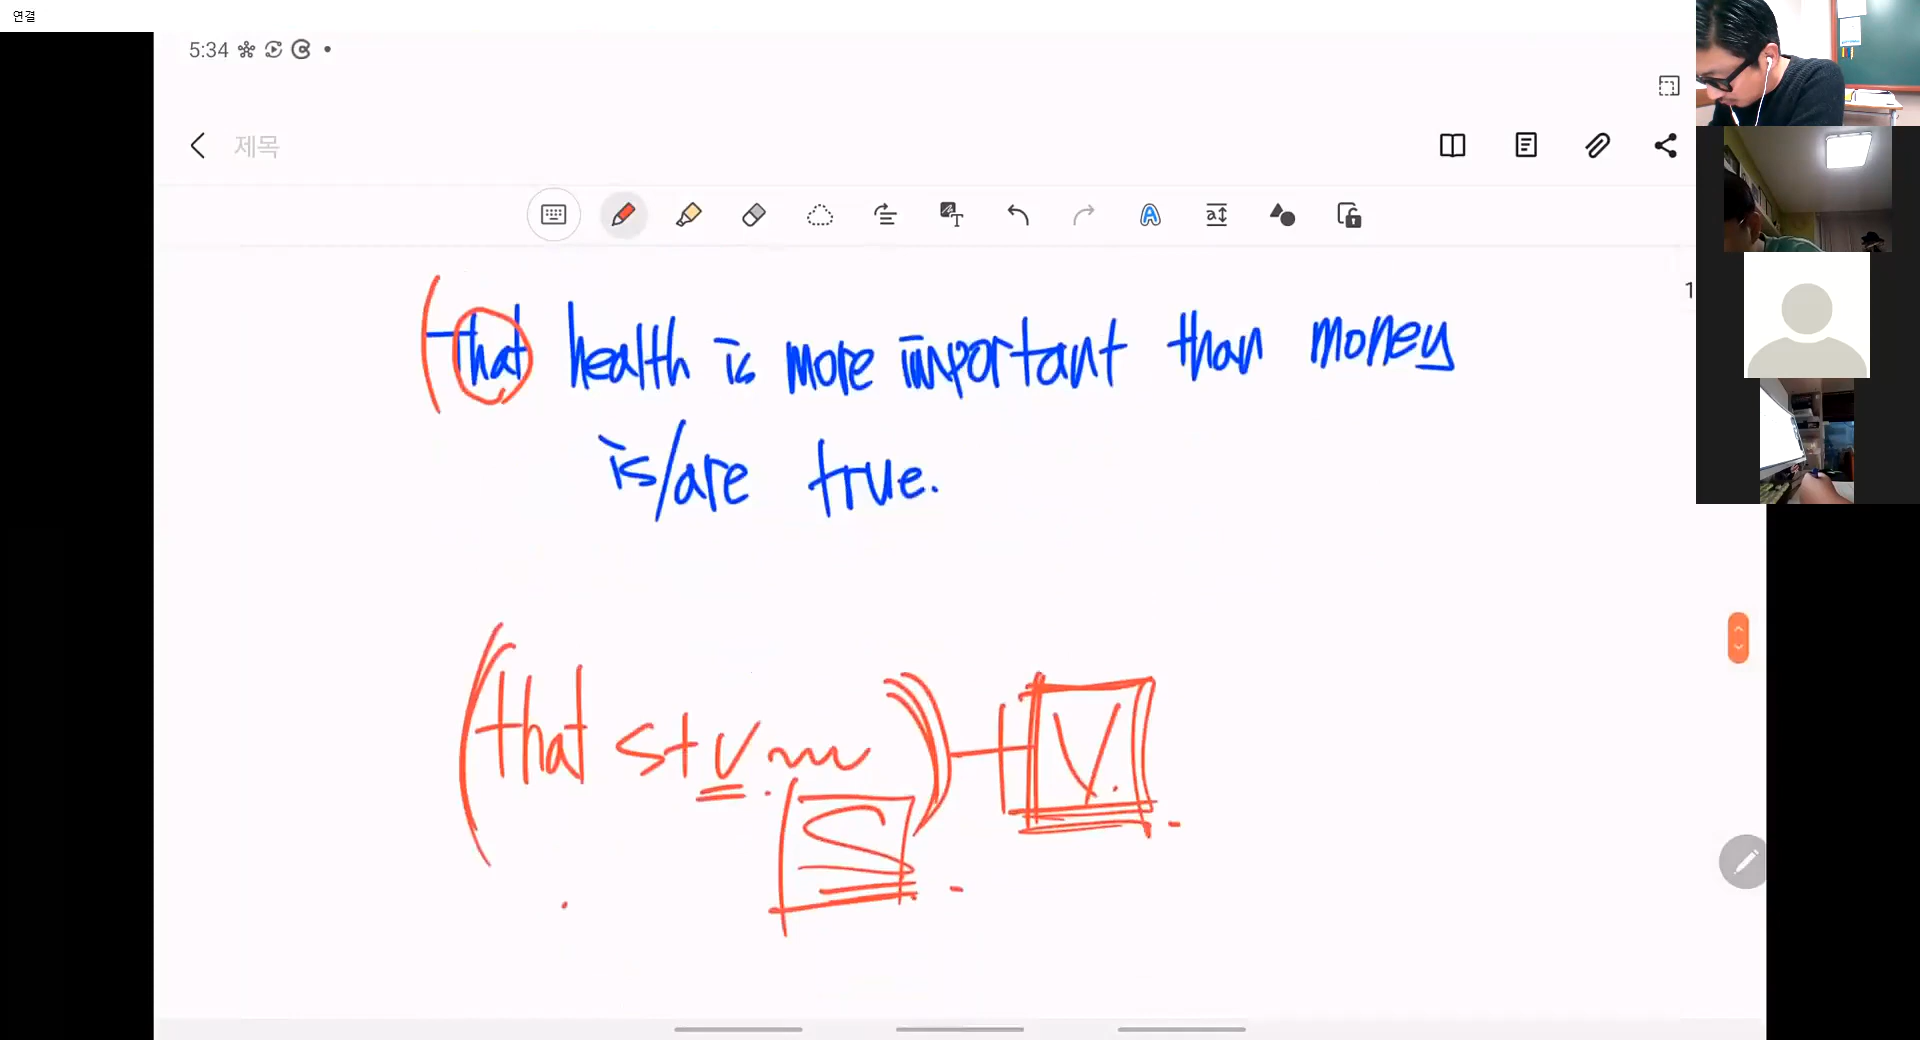 연결
5:34
제목
1
(that health is more important than money
is/are true.
(that S+V. ) V.
S